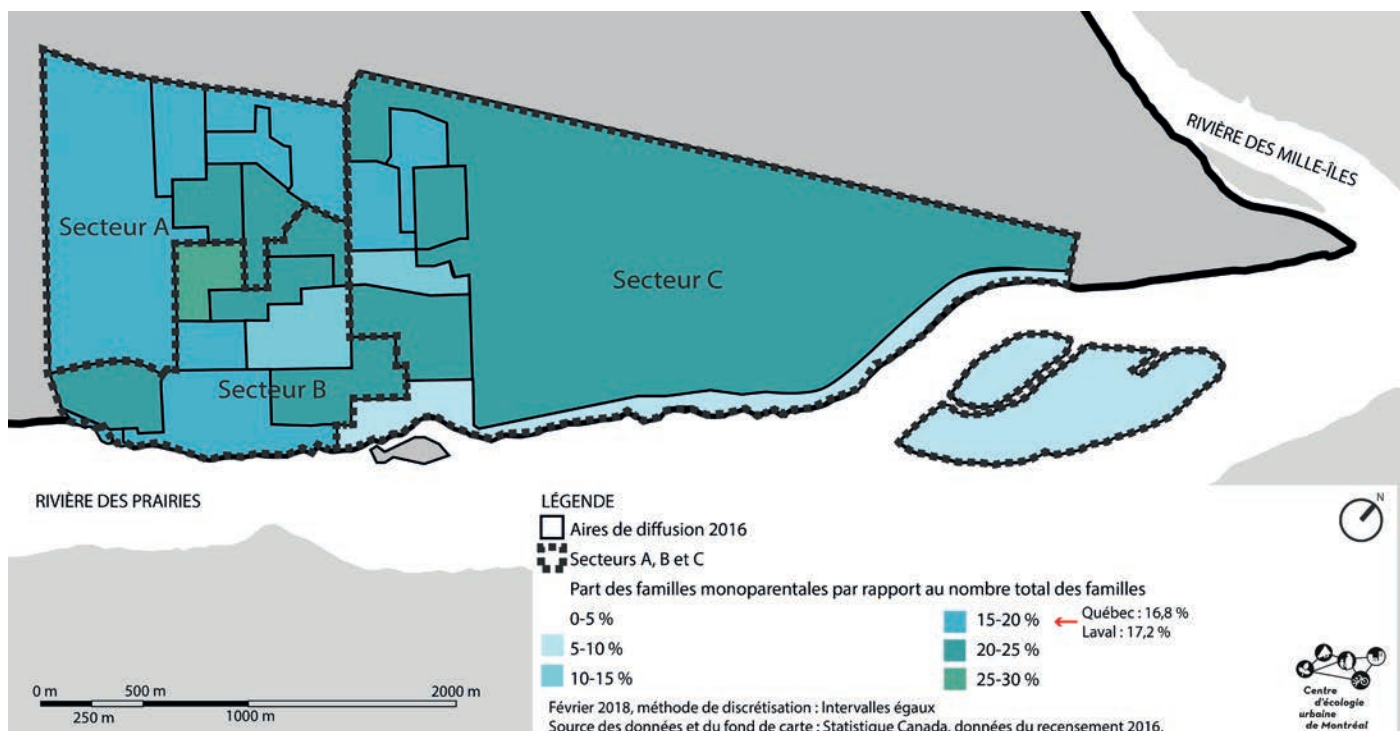 RIVIÈRE DES MILLE-ÎLES
Secteur A
Secteur C
Secteur B
RIVIÈRE DES PRAIRIES
0 m 500 m 2000 m
250 m 1000 m
LÉGENDE
Aires de diffusion 2016
Secteurs A, B et C
Part des familles monoparentales par rapport au nombre total des familles
0-5 %
5-10 %
10-15 %
15-20 %
Québec : 16,8 %
Laval : 17,2 %
20-25 %
25-30 %
Février 2018, méthode de discrétisation : Intervalles égaux
Source des données et du fond de carte : Statistique Canada, données du recensement 2016.
N
Centre
d'écologie
urbaine
de Montréal